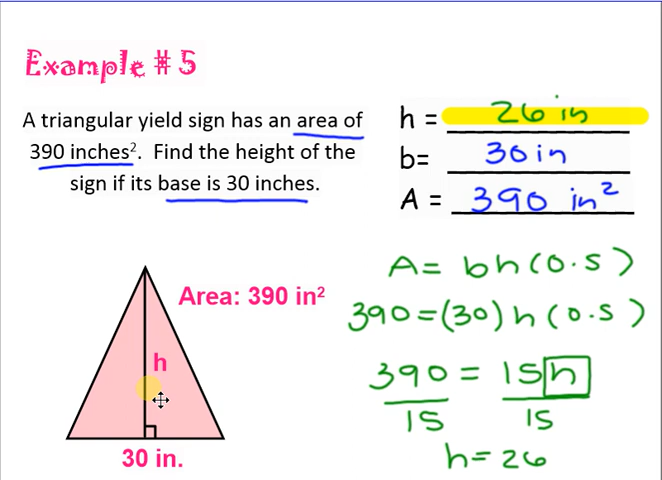 Example #5
A triangular yield sign has an area of
390 inches². Find the height of the
sign if its base is 30 inches.
h = 26 in
b= 30 in
A = 390 in²
Area: 390 in²
h
30 in.
A = bh(0.5)
390=(30)h(0.5)
390 = 15h
15 15
h=26